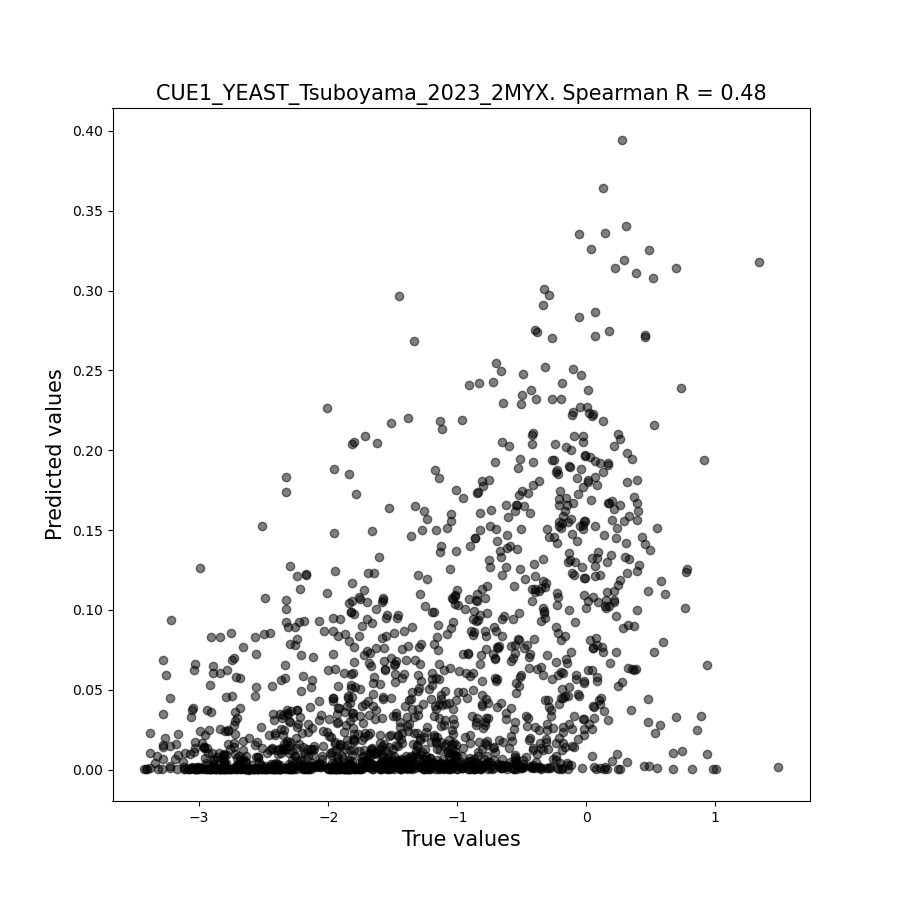 CUE1_YEAST_Tsuboyama_2023_2MYX. Spearman R = 0.48
0.40
0.35
0.30
0.25
0.20
0.15
0.10
0.05
0.00
Predicted values
−3 −2 −1 0 1
True values